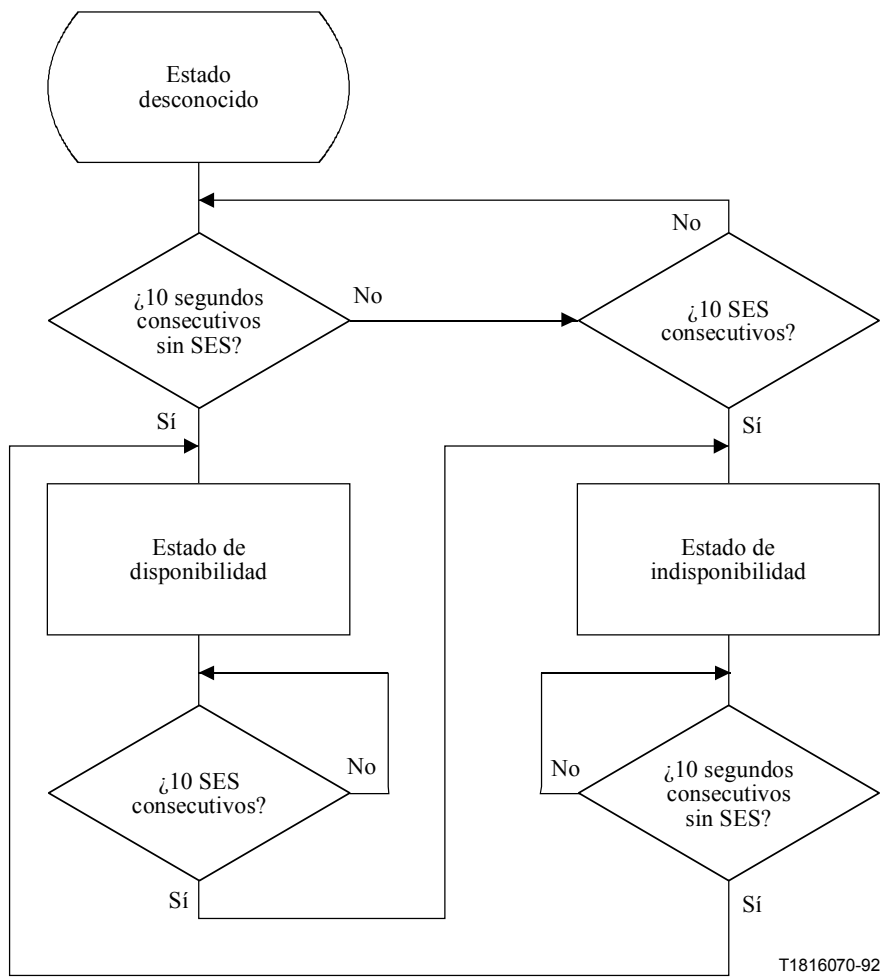 Estado
desconocido
No
¿10 segundos
consecutivos
sin SES?
No
¿10 SES
consecutivos?
Sí
Sí
Estado de
disponibilidad
Estado de
indisponibilidad
¿10 SES
consecutivos?
No
No
¿10 segundos
consecutivos
sin SES?
Sí
Sí
T1816070-92